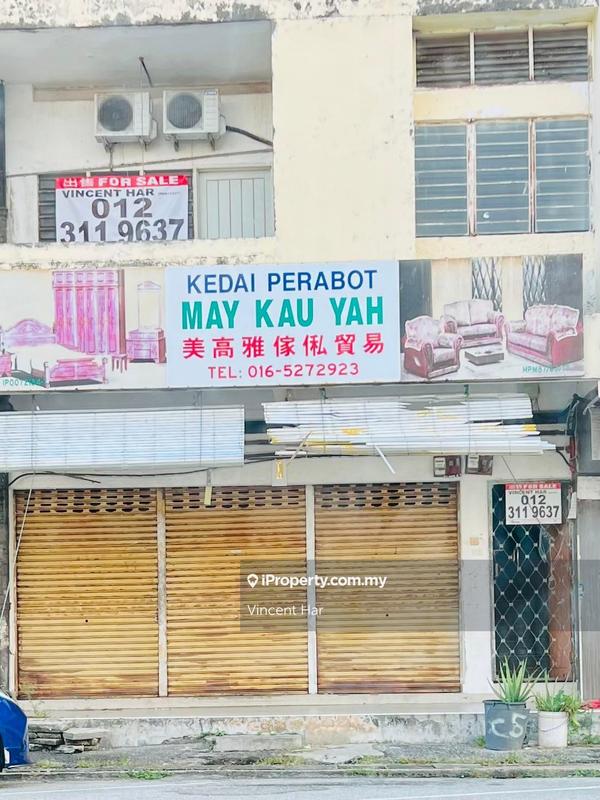 出售 FOR SALE
VINCENT HAR
012
311 9637
KEDAI PERABOT
MAY KAU YAH
美高雅傢俬貿易
TEL: 016-5272923
出售 FOR SALE
VINCENT HAR
012
311 9637
iProperty.com.my
Vincent Har
C5